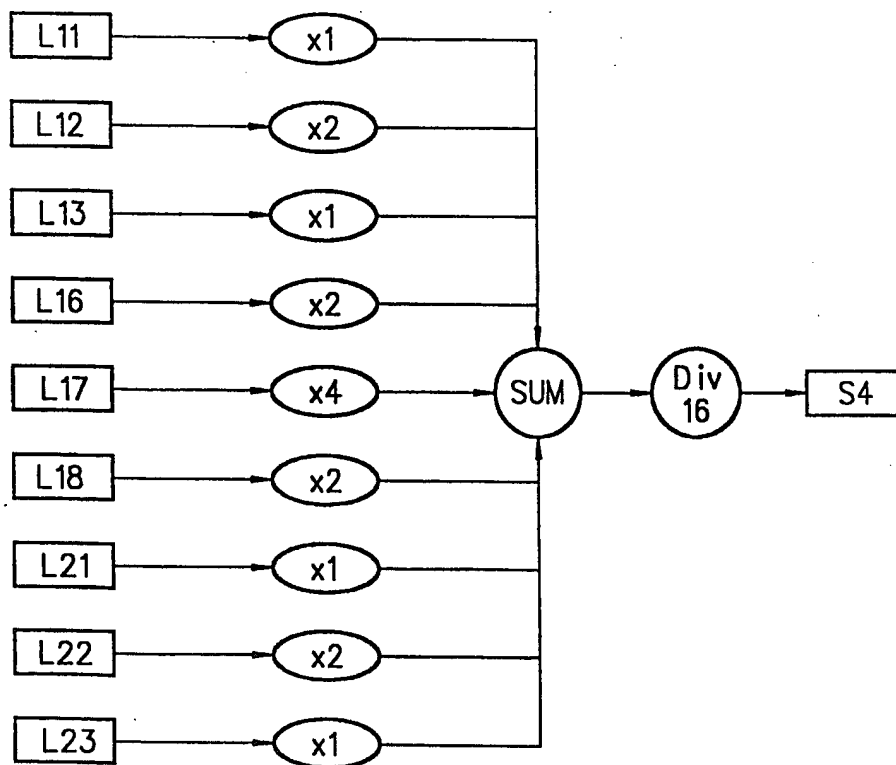 L11 x1
L12 x2
L13 x1
L16 x2
L17 x4 SUM Div 16 S4
L18 x2
L21 x1
L22 x2
L23 x1